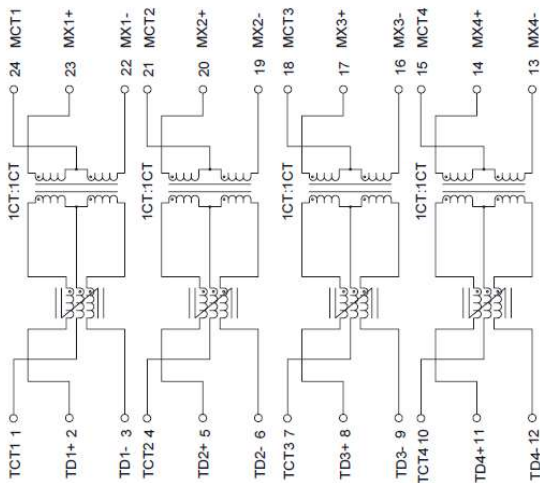 24 MCT1
23 MX1+
22 MX1-
21 MCT2
20 MX2+
19 MX2-
18 MCT3
17 MX3+
16 MX3-
15 MCT4
14 MX4+
13 MX4-
1CT:1CT
1CT:1CT
1CT:1CT
1CT:1CT
TCT1 1
TD1+ 2
TD1- 3
TCT2 4
TD2+ 5
TD2- 6
TCT3 7
TD3+ 8
TD3- 9
TCT4 10
TD4+ 11
TD4- 12